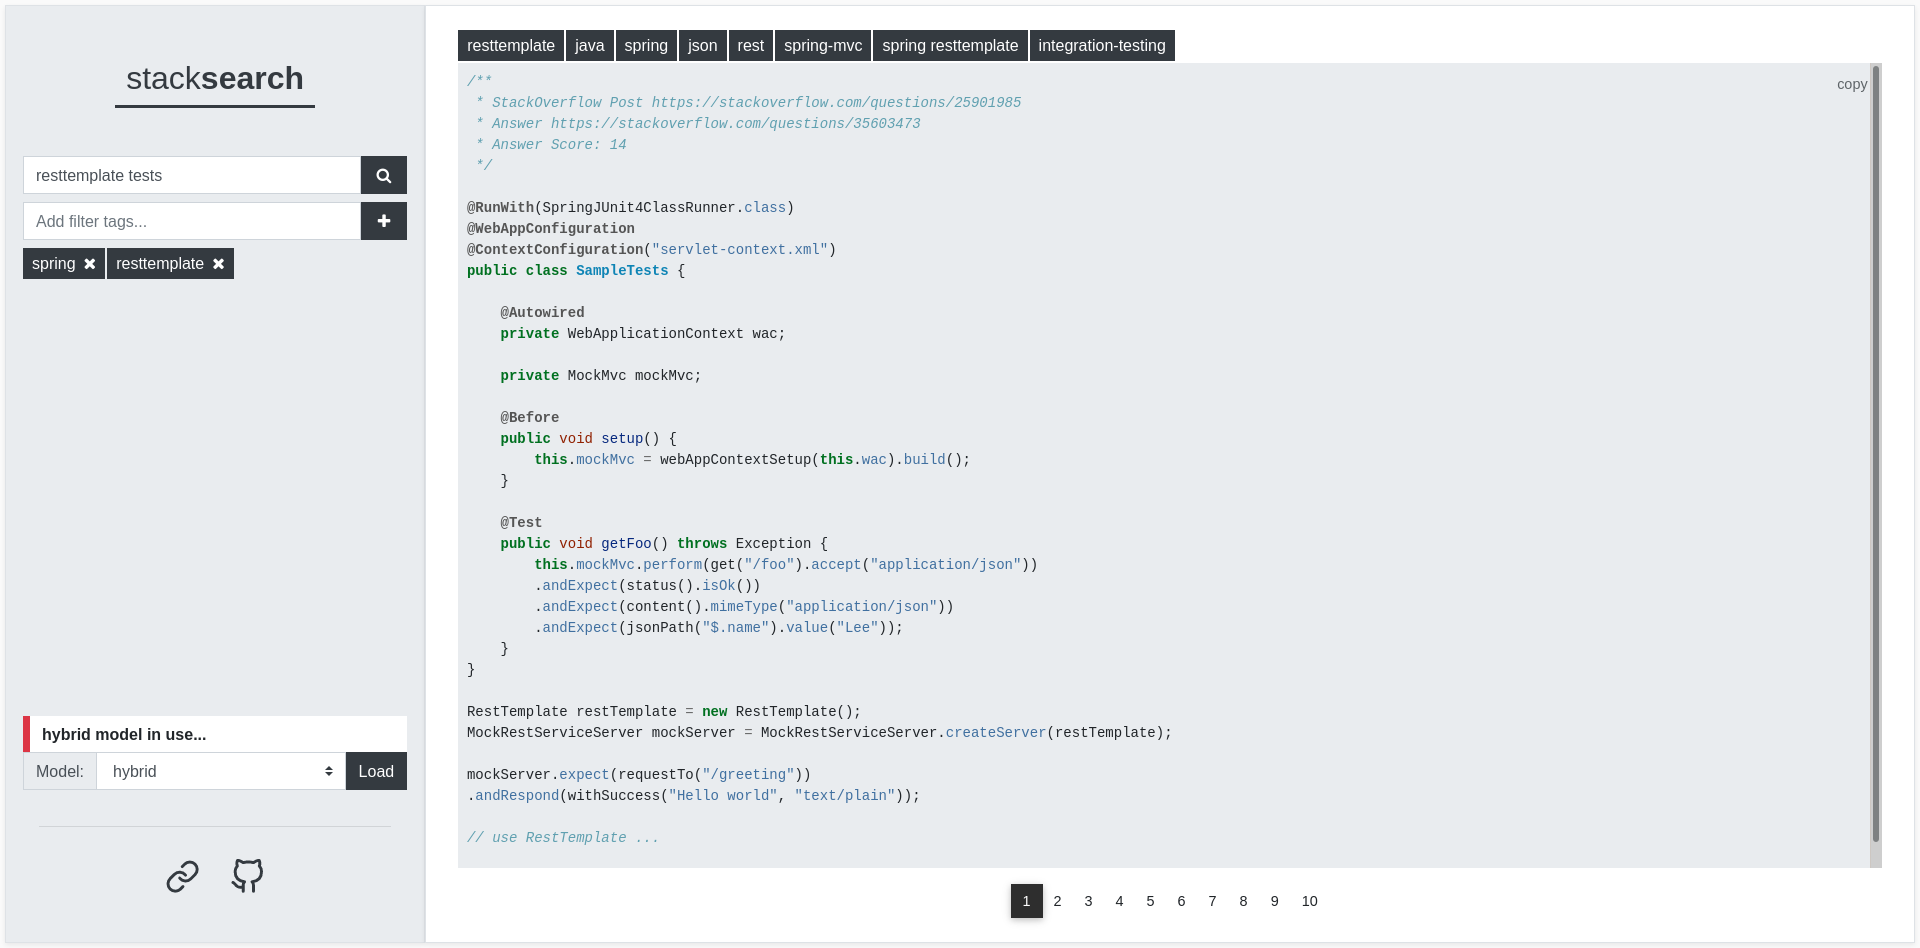 stacksearch
resttemplate tests
Add filter tags...
spring
resttemplate
hybrid model in use...
Model: hybrid Load
resttemplate java spring json rest spring-mvc spring resttemplate integration-testing
copy
/**
 * StackOverflow Post https://stackoverflow.com/questions/25901985
 * Answer https://stackoverflow.com/questions/35603473
 * Answer Score: 14
 */
@RunWith(SpringJUnit4ClassRunner.class)
@WebAppConfiguration
@ContextConfiguration("servlet-context.xml")
public class SampleTests {
    @Autowired
    private WebApplicationContext wac;
    private MockMvc mockMvc;
    @Before
    public void setup() {
        this.mockMvc = webAppContextSetup(this.wac).build();
    }
    @Test
    public void getFoo() throws Exception {
        this.mockMvc.perform(get("/foo").accept("application/json"))
        .andExpect(status().isOk())
        .andExpect(content().mimeType("application/json"))
        .andExpect(jsonPath("$.name").value("Lee"));
    }
}
RestTemplate restTemplate = new RestTemplate();
MockRestServiceServer mockServer = MockRestServiceServer.createServer(restTemplate);
mockServer.expect(requestTo("/greeting"))
.andRespond(withSuccess("Hello world", "text/plain"));
// use RestTemplate ...
1 2 3 4 5 6 7 8 9 10